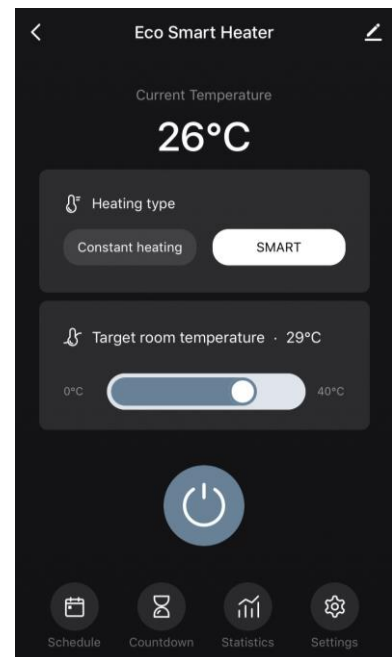 Eco Smart Heater
Current Temperature
26°C
Heating type
Constant heating SMART
Target room temperature · 29°C
0°C 40°C
Schedule Countdown Statistics Settings